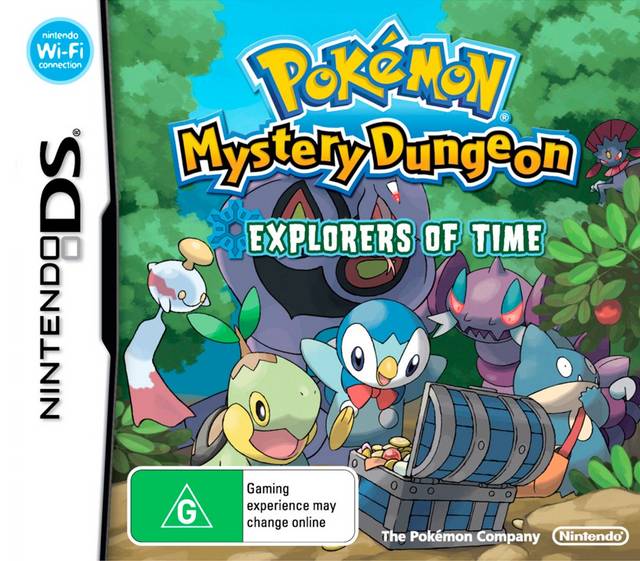 Nintendo
Wi-Fi
connection
NINTENDO DS®
POKéMON®
Mystery Dungeon
EXPLORERS OF TIME
G
Gaming
experience may
change online
The Pokémon Company
Nintendo®